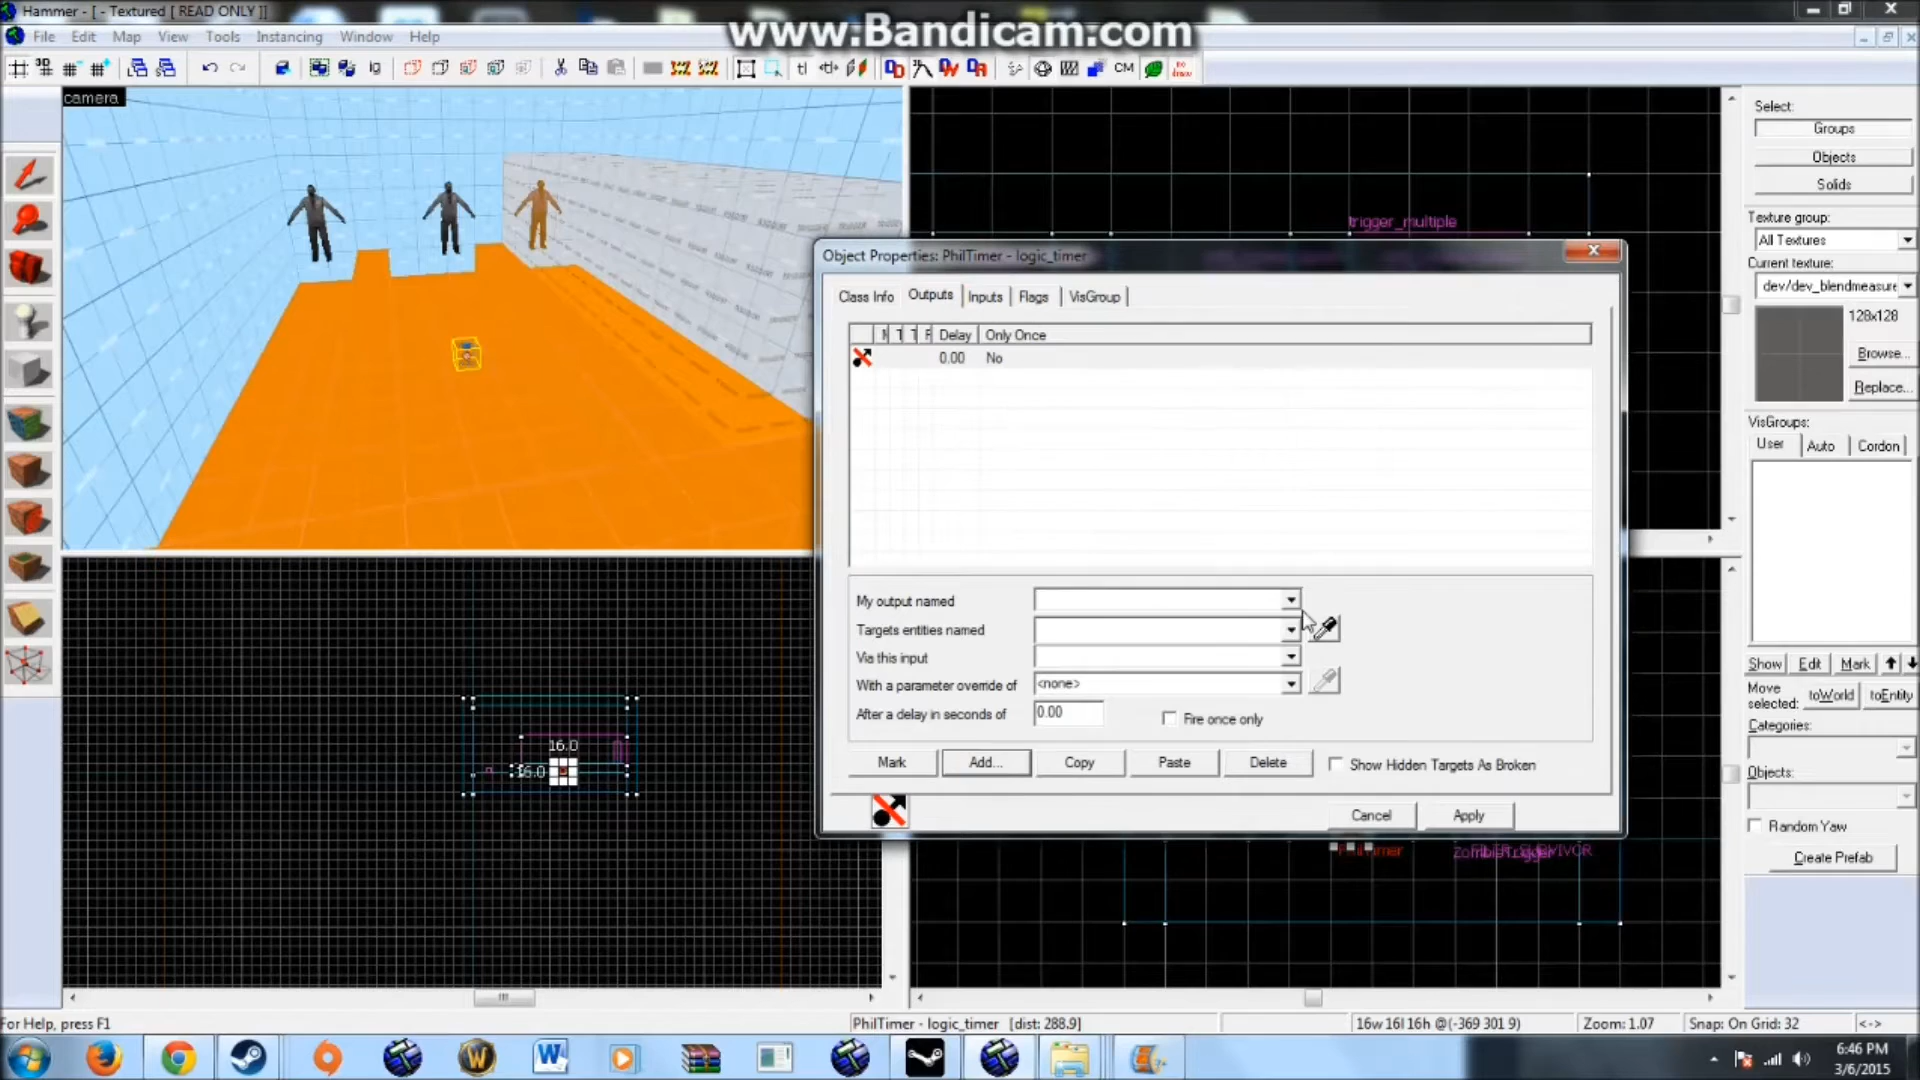 Hammer - [ - Textured [ READ ONLY ]]
www.Bandicam.com
File Edit Map View Tools Instancing Window Help
CM
camera
Select:
Groups
Objects
Solids
Texture group:
All Textures
Current texture:
dev/dev_blendmeasure
128x128
Browse...
Replace...
VisGroups:
User Auto Cordon
Show Edit Mark
Move selected: toWorld toEntity
Categories:
Objects:
Random Yaw
Create Prefab
trigger_multiple
Object Properties: PhilTimer - logic_timer
Class Info Outputs Inputs Flags VisGroup
Delay Only Once
0.00 No
My output named
Targets entities named
Via this input
With a parameter override of <none>
After a delay in seconds of 0.00 Fire once only
Mark Add... Copy Paste Delete Show Hidden Targets As Broken
Cancel Apply
16.0
16.0
PhilTimer
ZombieTrigger
For Help, press F1
PhilTimer - logic_timer [dist: 288.9]
16w 16l 16h @(-369 301 9)
Zoom: 1.07
Snap: On Grid: 32
<->
6:46 PM
3/6/2015